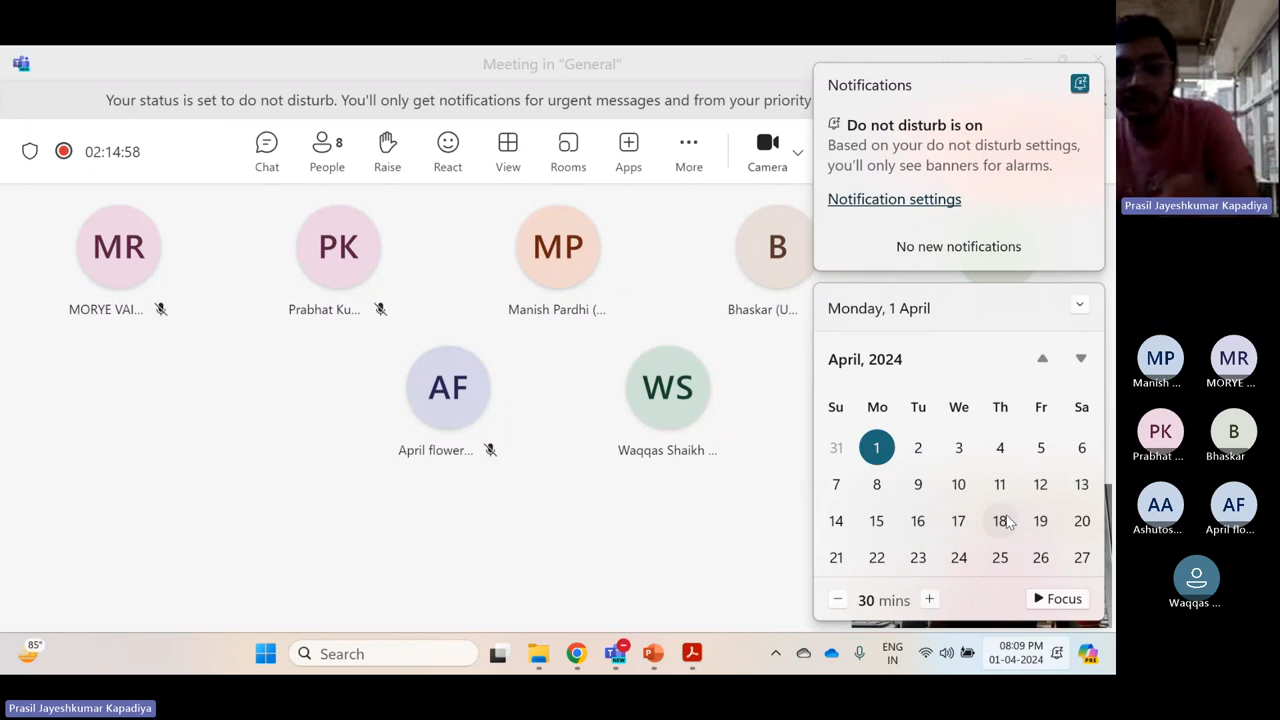 Meeting in "General"
Your status is set to do not disturb. You'll only get notifications for urgent messages and from your priority
02:14:58
Chat
People 8
Raise
React
View
Rooms
Apps
More
Camera
MR
PK
MP
B
MORYE VAI...
Prabhat Ku...
Manish Pardhi (...
Bhaskar (U...
AF
WS
April flower...
Waqqas Shaikh ...
Notifications
Do not disturb is on
Based on your do not disturb settings,
you'll only see banners for alarms.
Notification settings
No new notifications
Monday, 1 April
April, 2024
Su Mo Tu We Th Fr Sa
31 1 2 3 4 5 6
7 8 9 10 11 12 13
14 15 16 17 18 19 20
21 22 23 24 25 26 27
30 mins
Focus
85°
Search
NEW
ENG
IN
08:09 PM
01-04-2024
PRE
Prasil Jayeshkumar Kapadiya
MP
MR
Manish ...
MORYE ...
PK
B
Prabhat ...
Bhaskar
AA
AF
Ashutos...
April flo...
Waqqas ...
Prasil Jayeshkumar Kapadiya